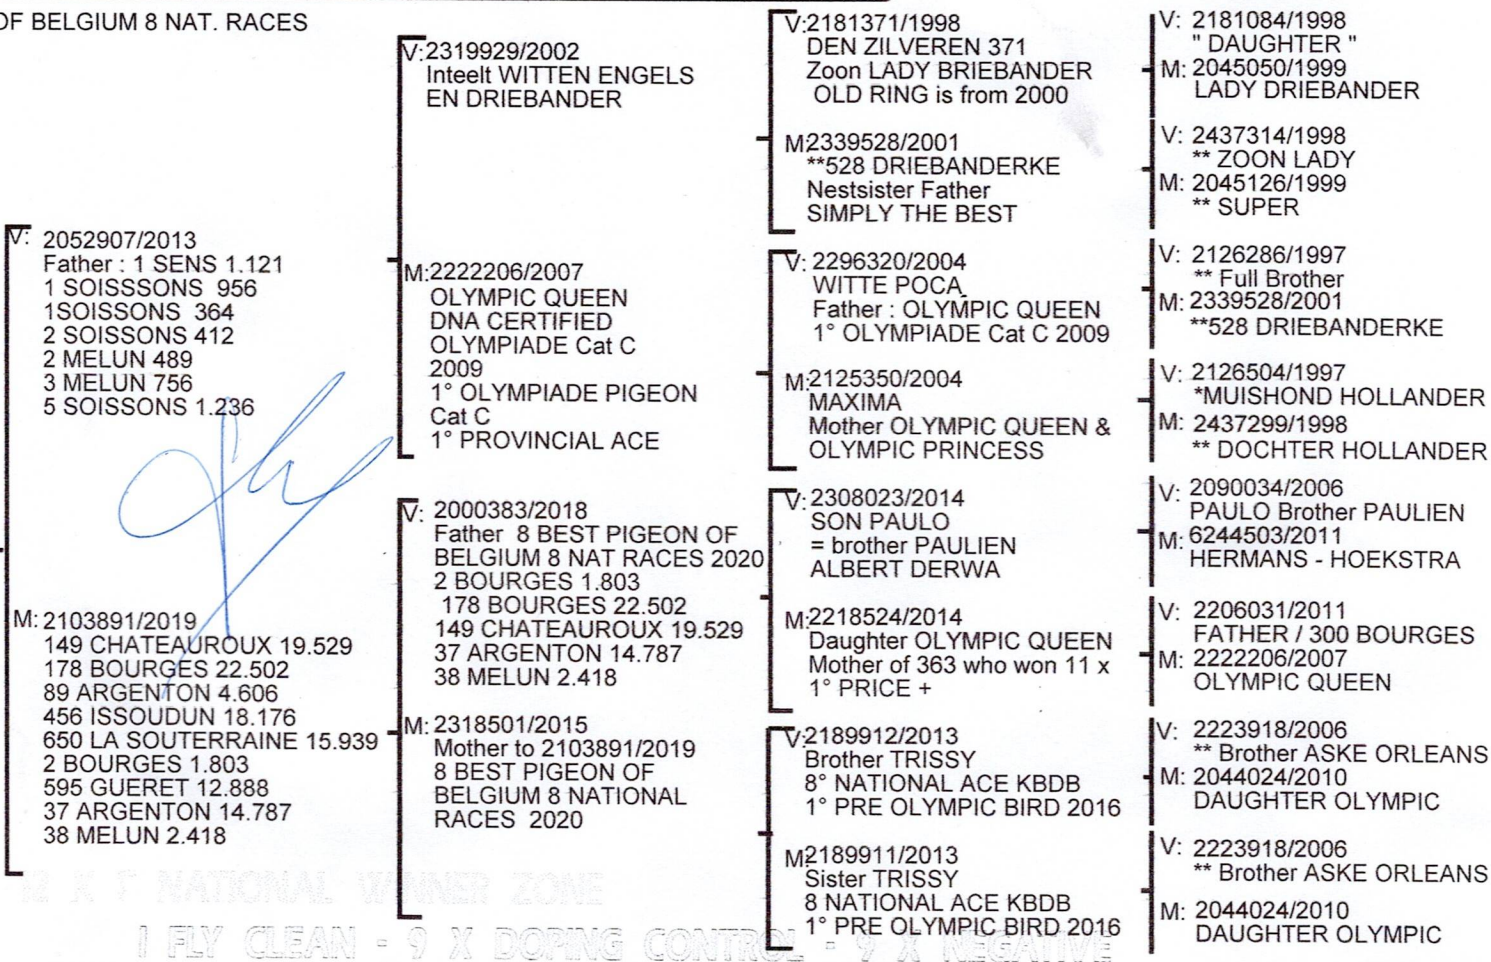 OF BELGIUM 8 NAT. RACES
V: 2052907/2013
Father : 1 SENS 1.121
1 SOISSSONS 956
1SOISSONS 364
2 SOISSONS 412
2 MELUN 489
3 MELUN 756
5 SOISSONS 1.236
M: 2103891/2019
149 CHATEAUROUX 19.529
178 BOURGES 22.502
89 ARGENTON 4.606
456 ISSOUDUN 18.176
650 LA SOUTERRAINE 15.939
2 BOURGES 1.803
595 GUERET 12.888
37 ARGENTON 14.787
38 MELUN 2.418
V:2319929/2002
Inteelt WITTEN ENGELS
EN DRIEBANDER
M:2222206/2007
OLYMPIC QUEEN
DNA CERTIFIED
OLYMPIADE Cat C
2009
1° OLYMPIADE PIGEON
Cat C
1° PROVINCIAL ACE
V: 2000383/2018
Father 8 BEST PIGEON OF
BELGIUM 8 NAT RACES 2020
2 BOURGES 1.803
178 BOURGES 22.502
149 CHATEAUROUX 19.529
37 ARGENTON 14.787
38 MELUN 2.418
M: 2318501/2015
Mother to 2103891/2019
8 BEST PIGEON OF
BELGIUM 8 NATIONAL
RACES 2020
V:2181371/1998
DEN ZILVEREN 371
Zoon LADY BRIEBANDER
OLD RING is from 2000
M:2339528/2001
**528 DRIEBANDERKE
Nestsister Father
SIMPLY THE BEST
V: 2296320/2004
WITTE POCA
Father : OLYMPIC QUEEN
1° OLYMPIADE Cat C 2009
M:2125350/2004
MAXIMA
Mother OLYMPIC QUEEN &
OLYMPIC PRINCESS
V: 2308023/2014
SON PAULO
= brother PAULIEN
ALBERT DERWA
M:2218524/2014
Daughter OLYMPIC QUEEN
Mother of 363 who won 11 x
1° PRICE +
V:2189912/2013
Brother TRISSY
8° NATIONAL ACE KBDB
1° PRE OLYMPIC BIRD 2016
M:2189911/2013
Sister TRISSY
8 NATIONAL ACE KBDB
1° PRE OLYMPIC BIRD 2016
V: 2181084/1998
" DAUGHTER "
M: 2045050/1999
LADY DRIEBANDER
V: 2437314/1998
** ZOON LADY
M: 2045126/1999
** SUPER
V: 2126286/1997
** Full Brother
M: 2339528/2001
**528 DRIEBANDERKE
V: 2126504/1997
*MUISHOND HOLLANDER
M: 2437299/1998
** DOCHTER HOLLANDER
V: 2090034/2006
PAULO Brother PAULIEN
M: 6244503/2011
HERMANS - HOEKSTRA
V: 2206031/2011
FATHER / 300 BOURGES
M: 2222206/2007
OLYMPIC QUEEN
V: 2223918/2006
** Brother ASKE ORLEANS
M: 2044024/2010
DAUGHTER OLYMPIC
V: 2223918/2006
** Brother ASKE ORLEANS
M: 2044024/2010
DAUGHTER OLYMPIC
NATIONAL WINNER ZONE
I FLY CLEAN - 9 X DOPING CONTROL - 9 X NEGATIVE